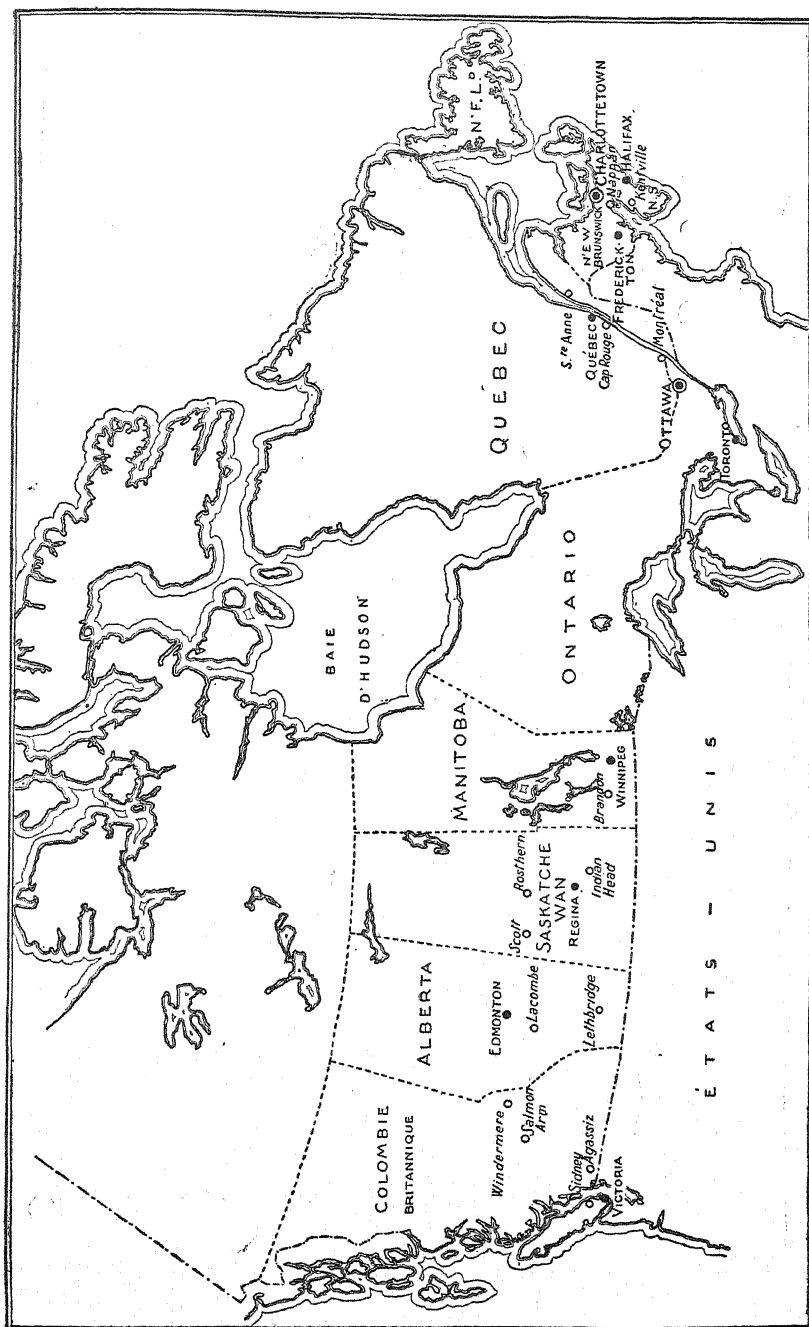 N'F.L.D.
QUÉBEC
BAIE
D'HUDSON
ONTARIO
MANITOBA
SASKATCHE
WAN
ALBERTA
COLOMBIE
BRITANNIQUE
Windermere
Salmon
Arm
Sidney
Agassiz
VICTORIA
EDMONTON
Lacombe
Lethbridge
Scott
Rosthern
REGINA
Indian
Head
Brandon
WINNIPEG
TORONTO
OTTAWA
Montréal
S.te Anne
QUÉBEC
Cap Rouge
NEW
BRUNSWICK
FREDERICK-
TON
CHARLOTTETOWN
Nappan
HALIFAX
Kentville
N.S.
ÉTATS - UNIS